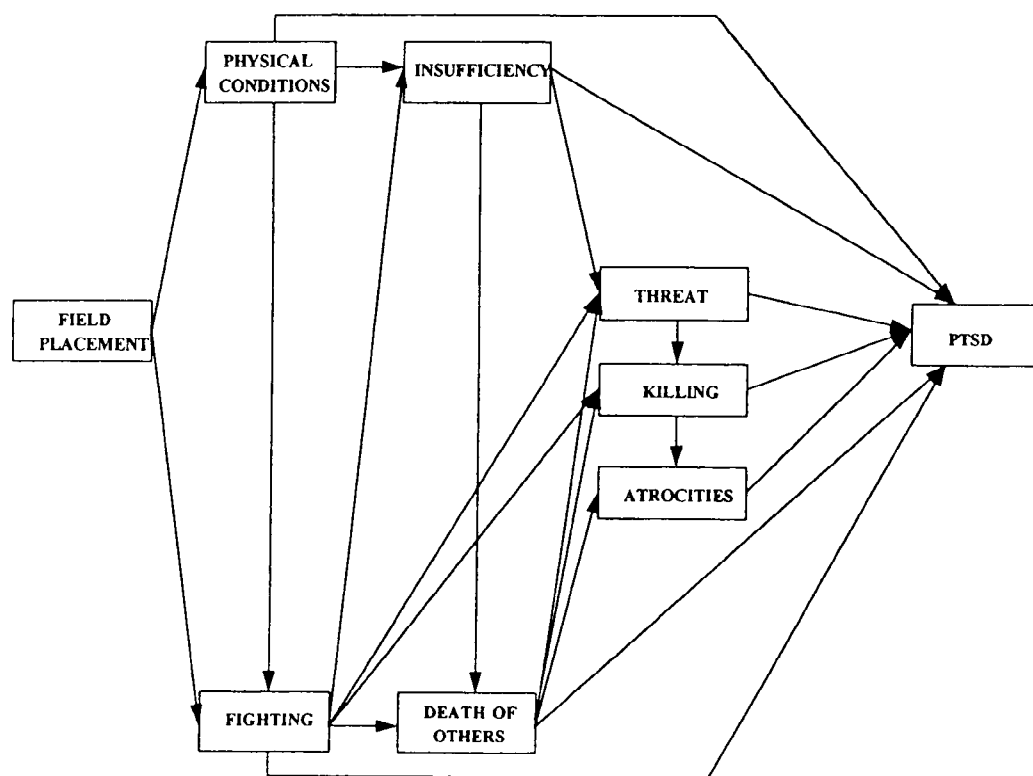 PHYSICAL
CONDITIONS
INSUFFICIENCY
FIELD
PLACEMENT
THREAT
PTSD
KILLING
ATROCITIES
FIGHTING
DEATH OF
OTHERS